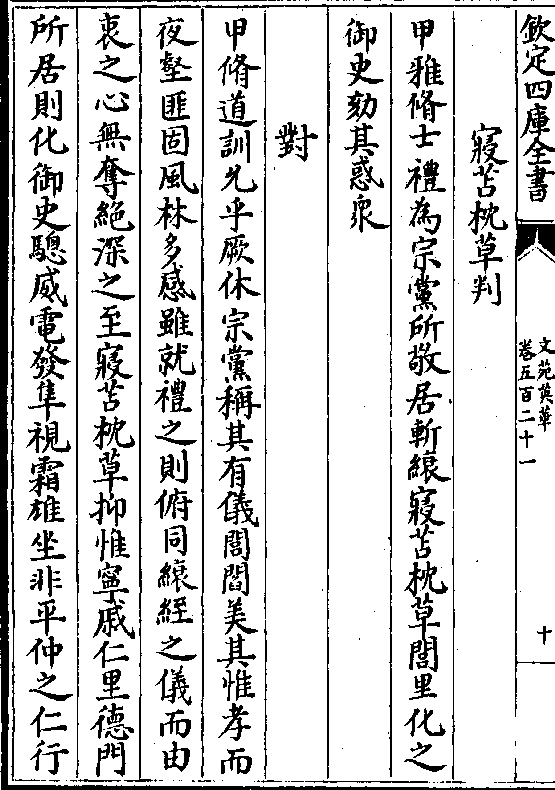 欽定四庫全書
文苑英華
卷五百二十一
十
寢苫枕草判
甲雅脩士禮為宗黨所敬居斬縗寢苫枕草閭里化之
御史劾其惑衆
對
甲脩道訓允乎厥休宗黨稱其有儀閭閻美其惟孝而
夜壑匪固風林多感雖就禮之則俯同縗絰之儀而由
衷之心無奪絶深之至寢苫枕草抑惟寧戚仁里德門
所居則化御史驄威電發隼視霜雄坐非平仲之仁行